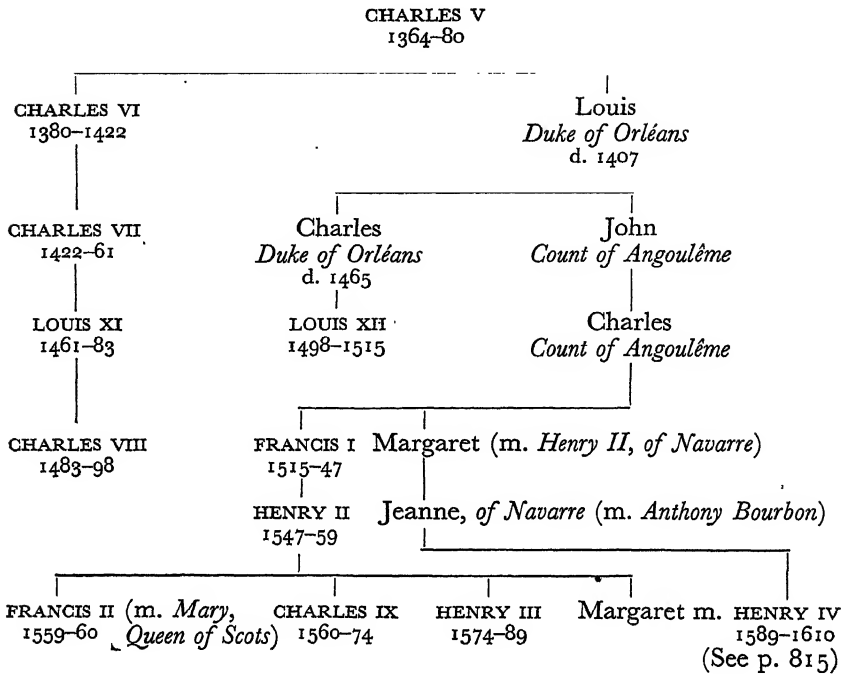 CHARLES V
1364–80
CHARLES VI
1380–1422
Louis
Duke of Orléans
d. 1407
CHARLES VII
1422–61
Charles
Duke of Orléans
d. 1465
John
Count of Angoulême
LOUIS XI
1461–83
LOUIS XII
1498–1515
Charles
Count of Angoulême
CHARLES VIII
1483–98
FRANCIS I
1515–47
Margaret (m. Henry II, of Navarre)
HENRY II
1547–59
Jeanne, of Navarre (m. Anthony Bourbon)
FRANCIS II (m. Mary,
1559–60 Queen of Scots)
CHARLES IX
1560–74
HENRY III
1574–89
Margaret m. HENRY IV
1589–1610
(See p. 815)